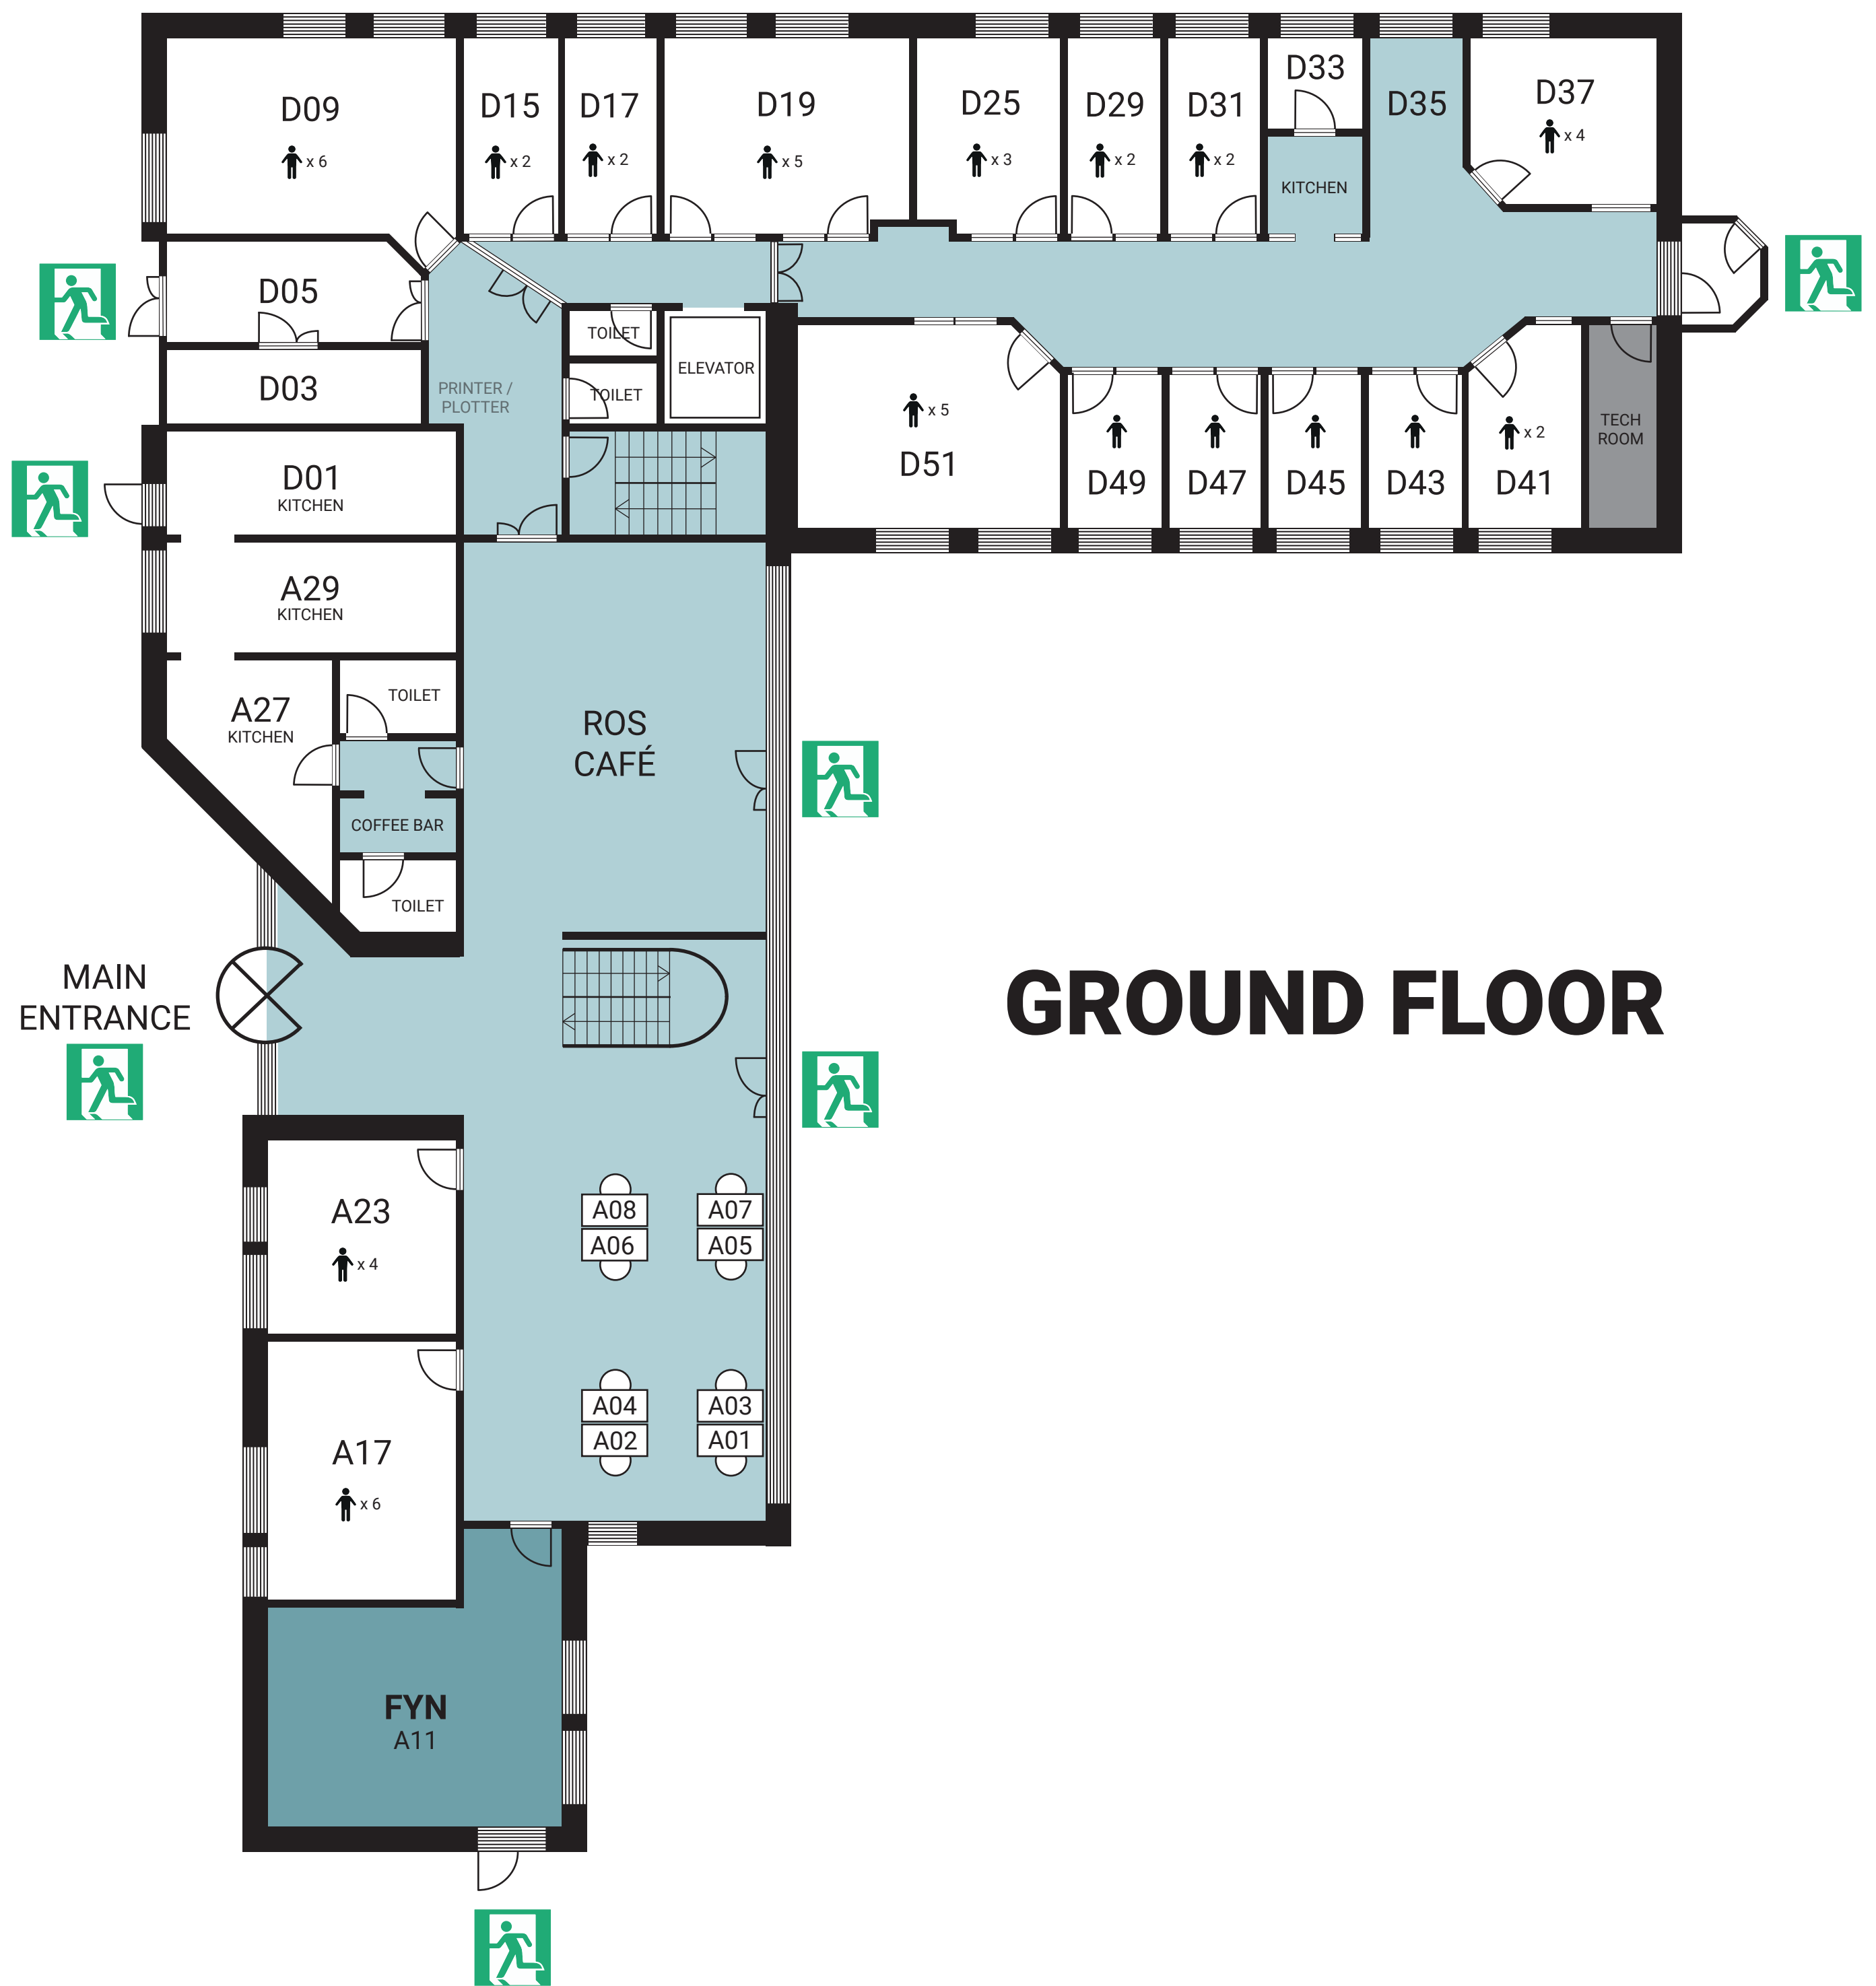 D09
x 6
D15
x 2
D17
x 2
D19
x 5
D25
x 3
D29
x 2
D31
x 2
D33
KITCHEN
D35
D37
x 4
D05
D03
PRINTER /
PLOTTER
TOILET
TOILET
ELEVATOR
D51
x 5
D49
D47
D45
D43
D41
x 2
TECH
ROOM
D01
KITCHEN
A29
KITCHEN
A27
KITCHEN
TOILET
COFFEE BAR
TOILET
ROS
CAFÉ
MAIN
ENTRANCE
GROUND FLOOR
A23
x 4
A08
A07
A06
A05
A17
x 6
A04
A03
A02
A01
FYN
A11